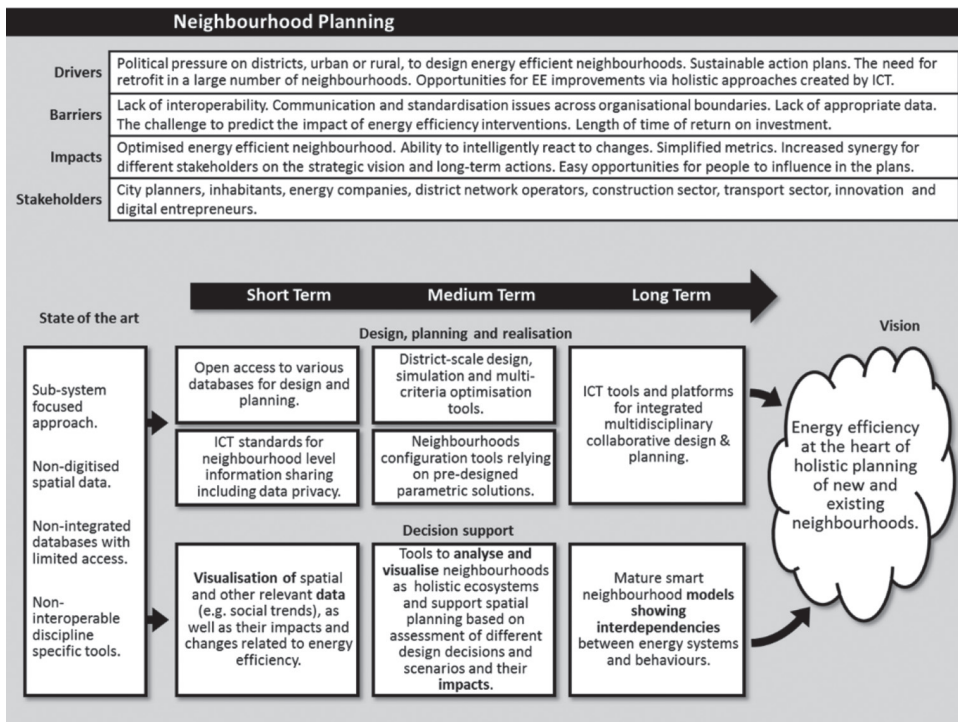 Neighbourhood Planning
Drivers
Political pressure on districts, urban or rural, to design energy efficient neighbourhoods. Sustainable action plans. The need for
retrofit in a large number of neighbourhoods. Opportunities for EE improvements via holistic approaches created by ICT.
Barriers
Lack of interoperability. Communication and standardisation issues across organisational boundaries. Lack of appropriate data.
The challenge to predict the impact of energy efficiency interventions. Length of time of return on investment.
Impacts
Optimised energy efficient neighbourhood. Ability to intelligently react to changes. Simplified metrics. Increased synergy for
different stakeholders on the strategic vision and long-term actions. Easy opportunities for people to influence in the plans.
Stakeholders
City planners, inhabitants, energy companies, district network operators, construction sector, transport sector, innovation and
digital entrepreneurs.
Short Term
Medium Term
Long Term
State of the art
Sub-system
focused
approach.
Non-digitised
spatial data.
Non-integrated
databases with
limited access.
Non-
interoperable
discipline
specific tools.
Design, planning and realisation
Open access to various
databases for design and
planning.
ICT standards for
neighbourhood level
information sharing
including data privacy.
District-scale design,
simulation and multi-
criteria optimisation
tools.
Neighbourhoods
configuration tools relying
on pre-designed
parametric solutions.
ICT tools and platforms
for integrated
multidisciplinary
collaborative design &
planning.
Decision support
Visualisation of spatial
and other relevant data
(e.g. social trends), as
well as their impacts and
changes related to energy
efficiency.
Tools to analyse and
visualise neighbourhoods
as holistic ecosystems
and support spatial
planning based on
assessment of different
design decisions and
scenarios and their
impacts.
Mature smart
neighbourhood models
showing
interdependencies
between energy systems
and behaviours.
Vision
Energy efficiency
at the heart of
holistic planning
of new and
existing
neighbourhoods.